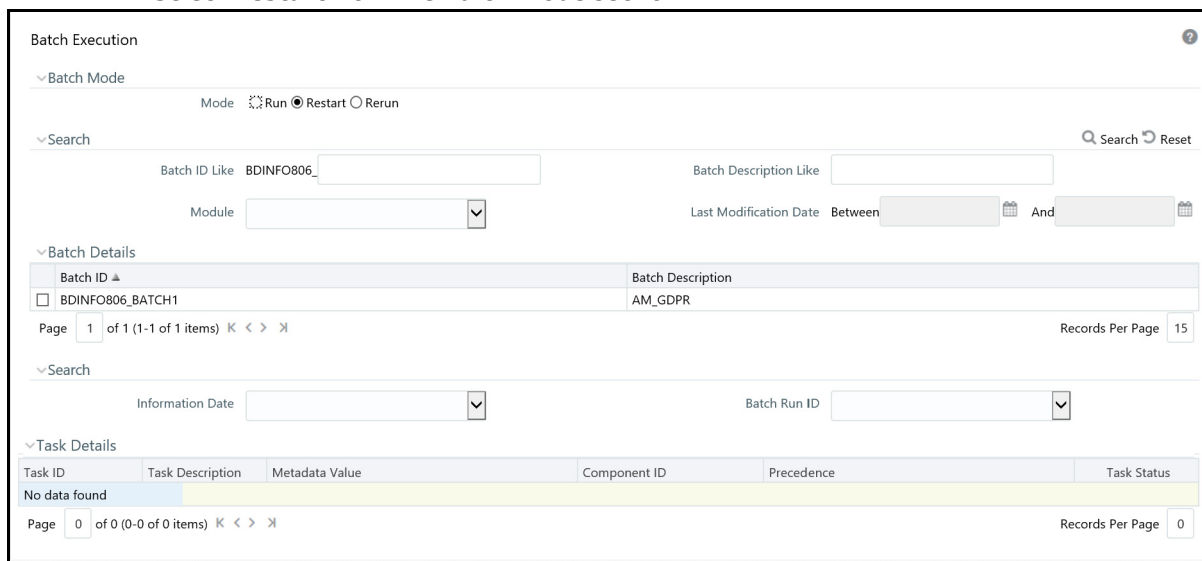 Batch Execution
Batch Mode
Mode Run Restart Rerun
Search Search Reset
Batch ID Like BDINFO806_ Batch Description Like
Module Last Modification Date Between And
Batch Details
Batch ID Batch Description
BDINFO806_BATCH1 AM_GDPR
Page 1 of 1 (1-1 of 1 items) Records Per Page 15
Search
Information Date Batch Run ID
Task Details
Task ID Task Description Metadata Value Component ID Precedence Task Status
No data found
Page 0 of 0 (0-0 of 0 items) Records Per Page 0